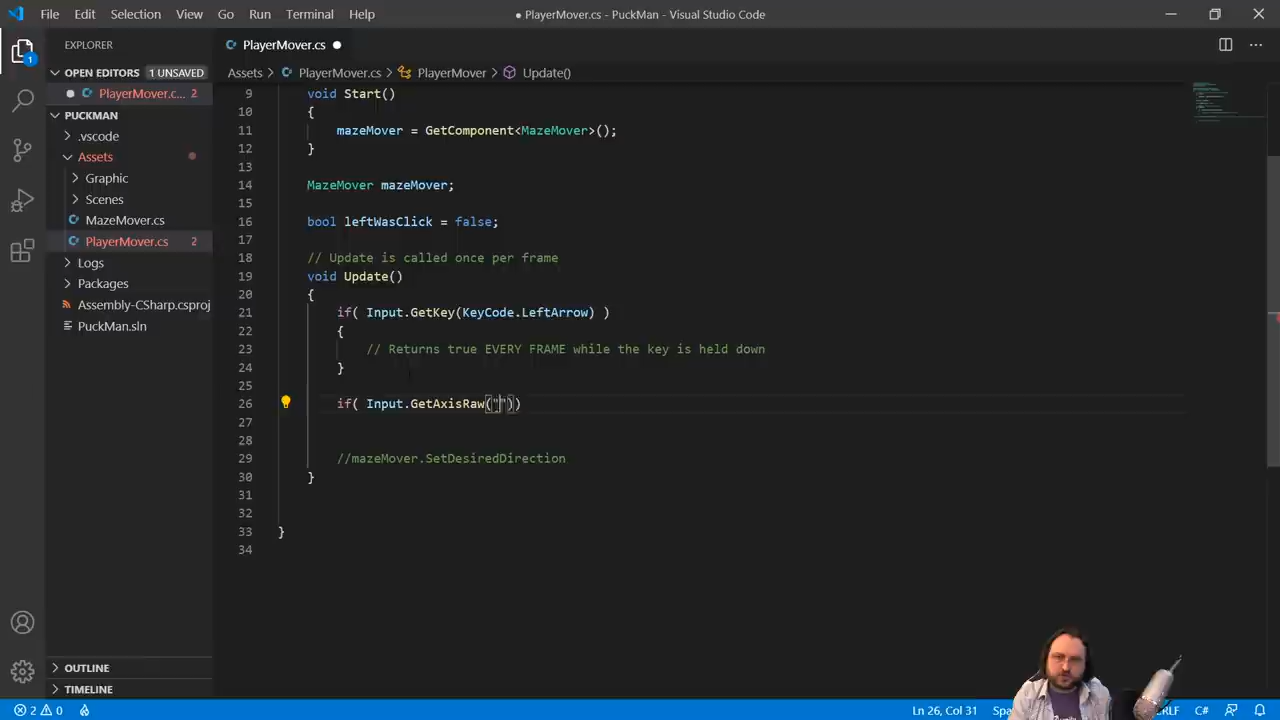 File Edit Selection View Go Run Terminal Help
● PlayerMover.cs - PuckMan - Visual Studio Code
EXPLORER
PlayerMover.cs
OPEN EDITORS 1 UNSAVED
Assets > PlayerMover.cs > PlayerMover > Update()
PlayerMover.c... 2
PUCKMAN
.vscode
Assets
Graphic
Scenes
MazeMover.cs
PlayerMover.cs 2
Logs
Packages
Assembly-CSharp.csproj
PuckMan.sln
OUTLINE
TIMELINE
1
9 void Start()
10 {
11 mazeMover = GetComponent<MazeMover>();
12 }
13
14 MazeMover mazeMover;
15
16 bool leftWasClick = false;
17
18 // Update is called once per frame
19 void Update()
20 {
21 if( Input.GetKey(KeyCode.LeftArrow) )
22 {
23 // Returns true EVERY FRAME while the key is held down
24 }
25
26 if( Input.GetAxisRaw(""))
27
28
29 //mazeMover.SetDesiredDirection
30 }
31
32
33 }
34
2 0
Ln 26, Col 31
C#